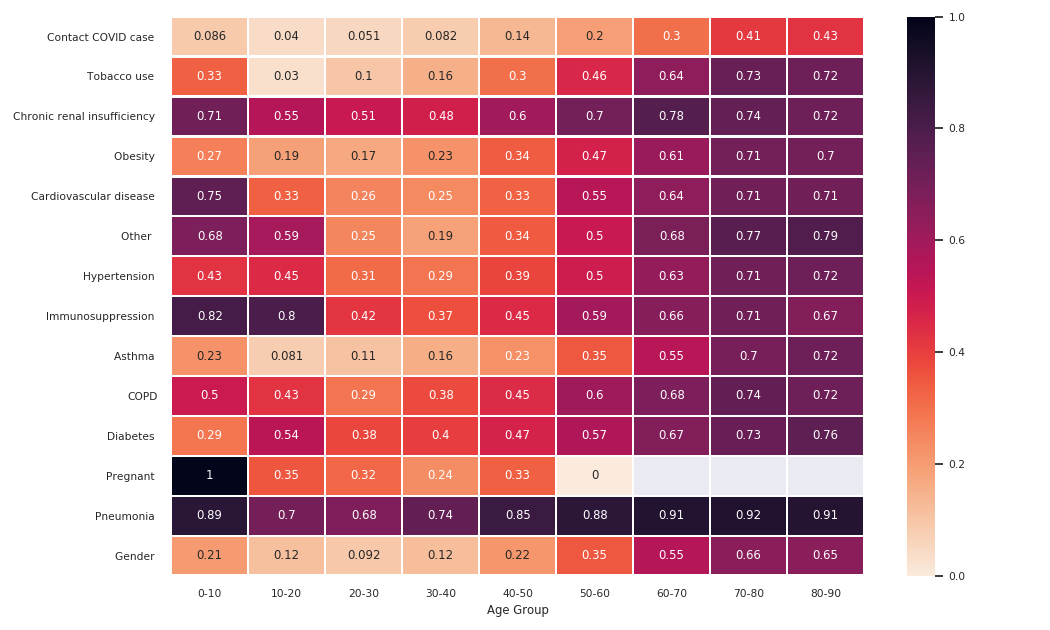 Contact COVID case 0.086 0.04 0.051 0.082 0.14 0.2 0.3 0.41 0.43
Tobacco use 0.33 0.03 0.1 0.16 0.3 0.46 0.64 0.73 0.72
Chronic renal insufficiency 0.71 0.55 0.51 0.48 0.6 0.7 0.78 0.74 0.72
Obesity 0.27 0.19 0.17 0.23 0.34 0.47 0.61 0.71 0.7
Cardiovascular disease 0.75 0.33 0.26 0.25 0.33 0.55 0.64 0.71 0.71
Other 0.68 0.59 0.25 0.19 0.34 0.5 0.68 0.77 0.79
Hypertension 0.43 0.45 0.31 0.29 0.39 0.5 0.63 0.71 0.72
Immunosuppression 0.82 0.8 0.42 0.37 0.45 0.59 0.66 0.71 0.67
Asthma 0.23 0.081 0.11 0.16 0.23 0.35 0.55 0.7 0.72
COPD 0.5 0.43 0.29 0.38 0.45 0.6 0.68 0.74 0.72
Diabetes 0.29 0.54 0.38 0.4 0.47 0.57 0.67 0.73 0.76
Pregnant 1 0.35 0.32 0.24 0.33 0
Pneumonia 0.89 0.7 0.68 0.74 0.85 0.88 0.91 0.92 0.91
Gender 0.21 0.12 0.092 0.12 0.22 0.35 0.55 0.66 0.65
0-10 10-20 20-30 30-40 40-50 50-60 60-70 70-80 80-90
Age Group
1.0
0.8
0.6
0.4
0.2
0.0